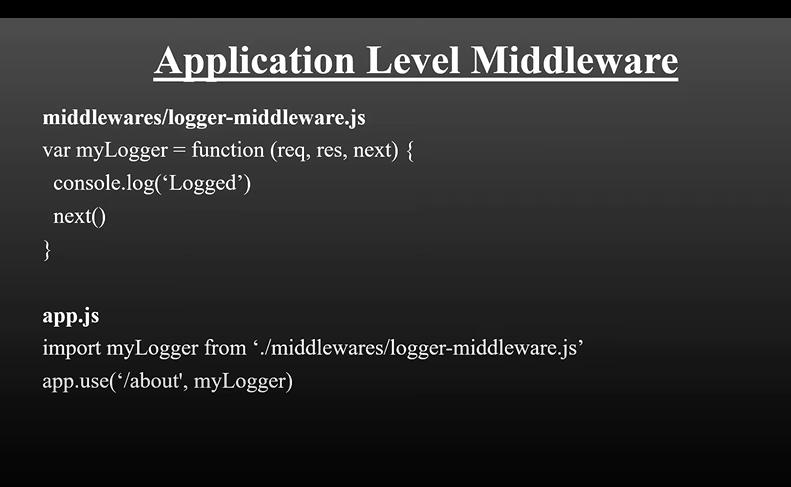 Application Level Middleware
middlewares/logger-middleware.js
var myLogger = function (req, res, next) {
console.log(‘Logged’)
next()
}
app.js
import myLogger from ‘./middlewares/logger-middleware.js’
app.use(‘/about', myLogger)